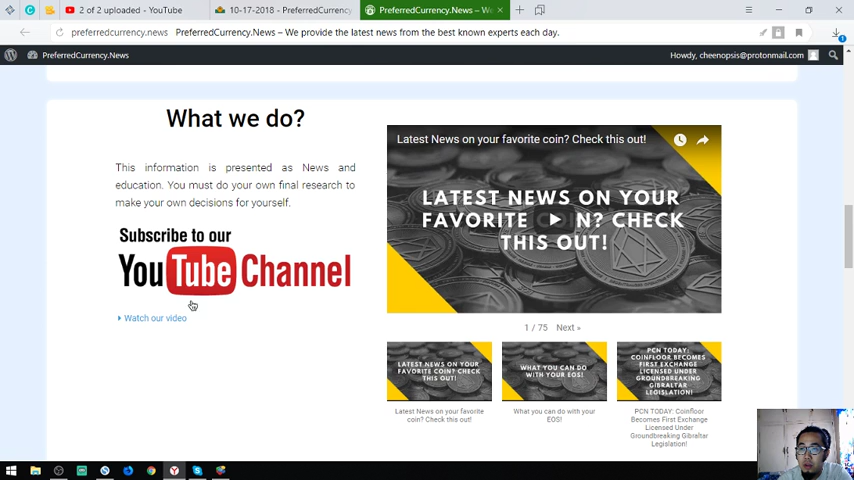 2 of 2 uploaded - YouTube
10-17-2018 - PreferredCurrency
PreferredCurrency.News – We
preferredcurrency.news
PreferredCurrency.News – We provide the latest news from the best known experts each day.
PreferredCurrency.News
Howdy, cheenopsis@protonmail.com
What we do?
This information is presented as News and
education. You must do your own final research to
make your own decisions for yourself.
Subscribe to our
YouTube Channel
Watch our video
Latest News on your favorite coin? Check this out!
LATEST NEWS ON YOUR
FAVORITE COIN? CHECK
THIS OUT!
1 / 75 Next »
LATEST NEWS ON YOUR
FAVORITE COIN? CHECK
THIS OUT!
Latest News on your favorite
coin? Check this out!
WHAT YOU CAN DO
WITH YOUR EOS!
What you can do with your
EOS!
PCN TODAY:
COINFLOOR BECOMES
FIRST EXCHANGE
LICENSED UNDER
GROUNDBREAKING
GIBRALTAR
LEGISLATION!
PCN TODAY: Coinfloor
Becomes First Exchange
Licensed Under
Groundbreaking Gibraltar
Legislation!